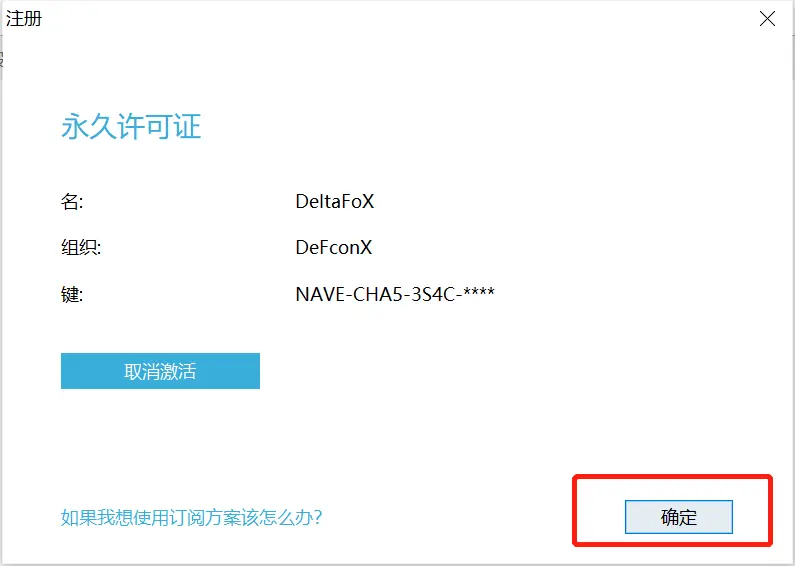 注册
永久许可证
名: DeltaFoX
组织: DeFconX
键: NAVE-CHA5-3S4C-****
取消激活
如果我想使用订阅方案该怎么办?
确定